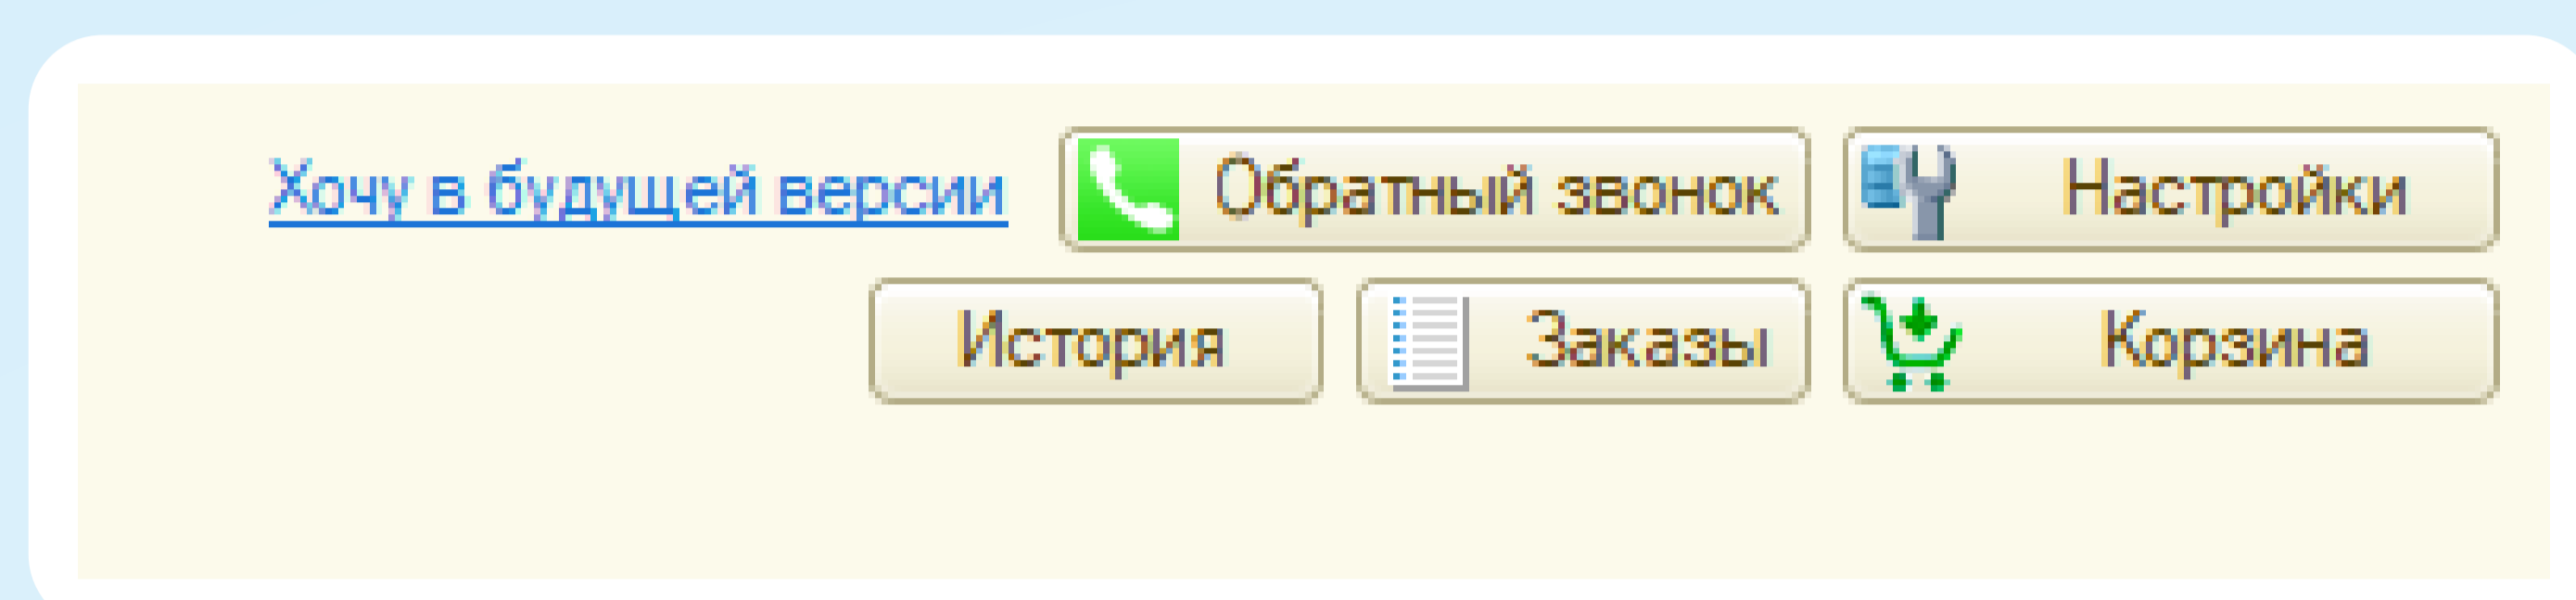 Хочу в будущей версии Обратный звонок Настройки
История Заказы Корзина